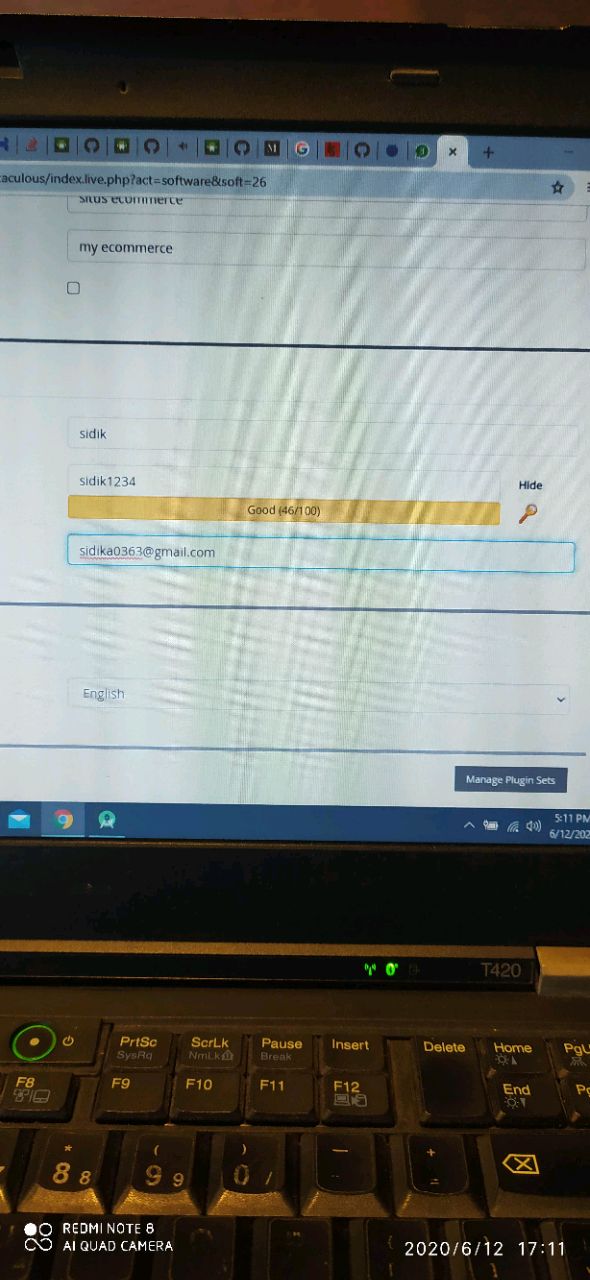 aculous/index.live.php?act=software&soft=26
situs ecommerce
my ecommerce
sidik
sidik1234
Hide
Good (46/100)
sidika0363@gmail.com
English
Manage Plugin Sets
5:11 PM
6/12/202
T420
PrtSc
SysRq
ScrLk
NmLk
Pause
Break
Insert
Delete
Home
PgU
F8
F9
F10
F11
F12
End
*
8 8
(
9 9
)
0 /
—
+
=
REDMI NOTE 8
AI QUAD CAMERA
2020/6/12 17:11